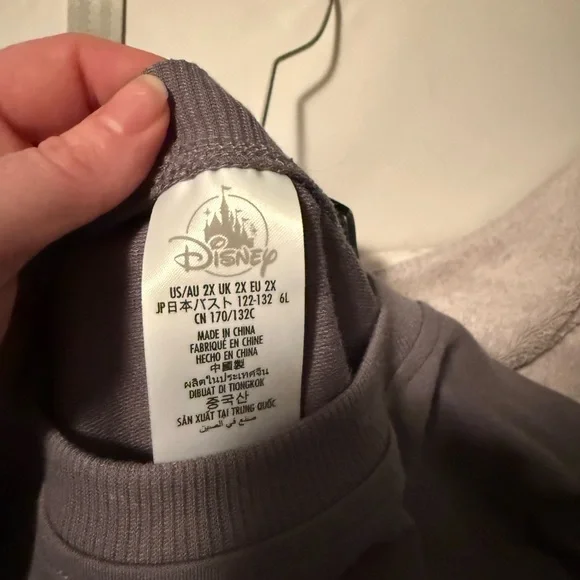 Disney
US/AU 2X UK 2X EU 2X
JP日本バスト 122-132 6L
CN 170/132C
MADE IN CHINA
FABRIQUÉ EN CHINE
HECHO EN CHINA
中國製
ผลิตในประเทศจีน
DIBUAT DI TIONGKOK
중국산
SẢN XUẤT TẠI TRUNG QUỐC
صنع في الصين